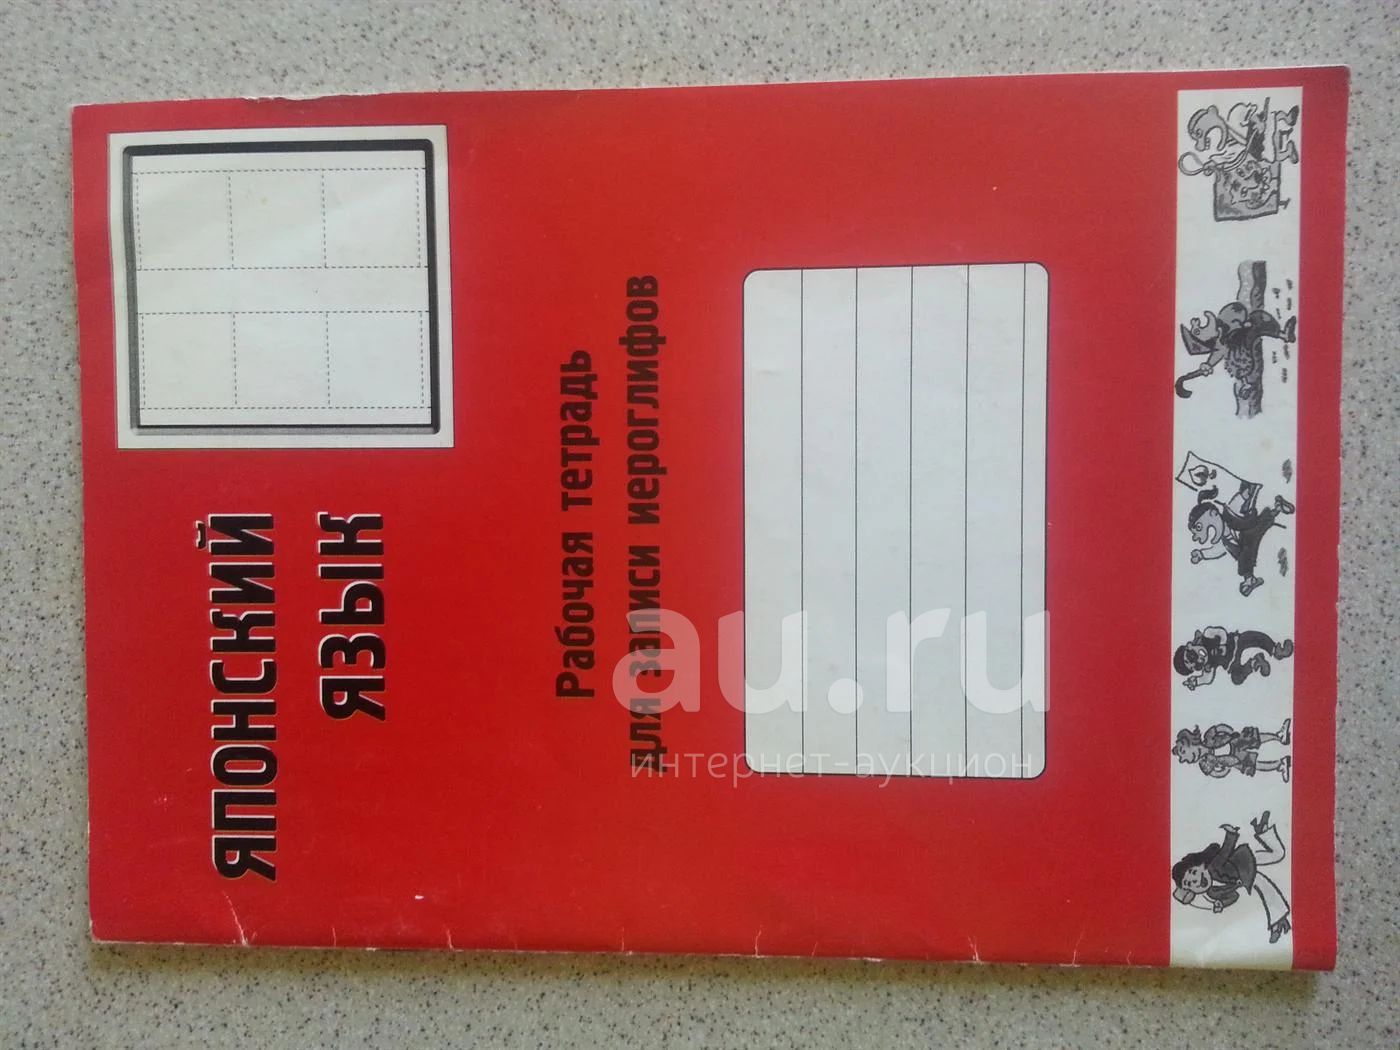 ЯПОНСКИЙ
ЯЗЫК
Рабочая тетрадь
для записи иероглифов
au.ru
интернет-аукцион